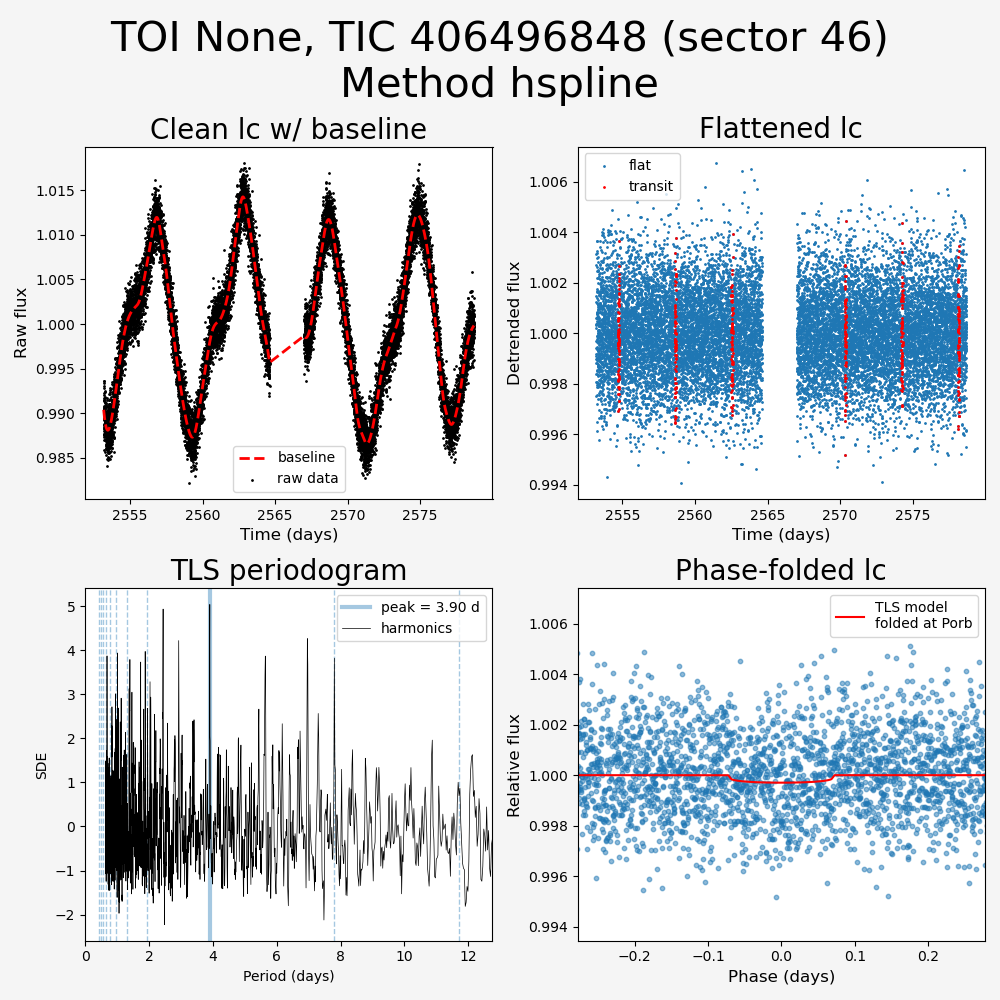 TOI None, TIC 406496848 (sector 46)
Method hspline
Clean lc w/ baseline
Raw flux
1.015
1.010
1.005
1.000
0.995
0.990
0.985
baseline
raw data
2555
2560
2565
2570
2575
Time (days)
Flattened lc
Detrended flux
1.006
1.004
1.002
1.000
0.998
0.996
0.994
flat
transit
2555
2560
2565
2570
2575
Time (days)
TLS periodogram
SDE
5
4
3
2
1
0
−1
−2
peak = 3.90 d
harmonics
0
2
4
6
8
10
12
Period (days)
Phase-folded lc
Relative flux
1.006
1.004
1.002
1.000
0.998
0.996
0.994
TLS model
folded at Porb
−0.2
−0.1
0.0
0.1
0.2
Phase (days)